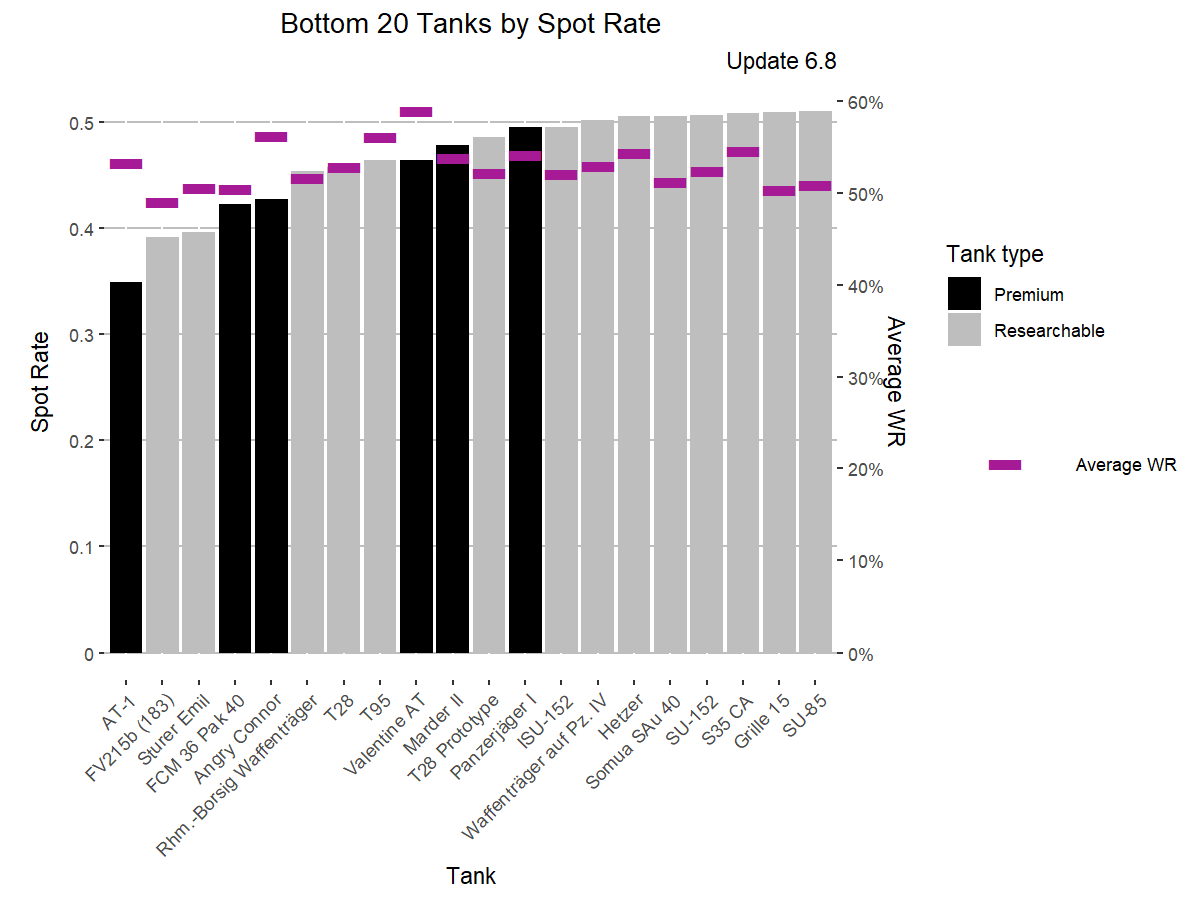 Bottom 20 Tanks by Spot Rate
Update 6.8
Spot Rate
0.5
0.4
0.3
0.2
0.1
0
60%
50%
40%
30%
20%
10%
0%
Average WR
AT-1
FV215b (183)
Sturer Emil
FCM 36 Pak 40
Angry Connor
Rhm.-Borsig Waffenträger
T28
T95
Valentine AT
Marder II
T28 Prototype
Panzerjäger I
ISU-152
Waffenträger auf Pz. IV
Hetzer
Somua SAu 40
SU-152
S35 CA
Grille 15
SU-85
Tank
Tank type
Premium
Researchable
Average WR